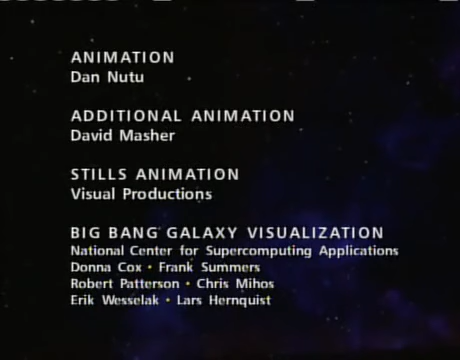 ANIMATION
Dan Nutu
ADDITIONAL ANIMATION
David Masher
STILLS ANIMATION
Visual Productions
BIG BANG GALAXY VISUALIZATION
National Center for Supercomputing Applications
Donna Cox • Frank Summers
Robert Patterson • Chris Mihos
Erik Wesselak • Lars Hernquist